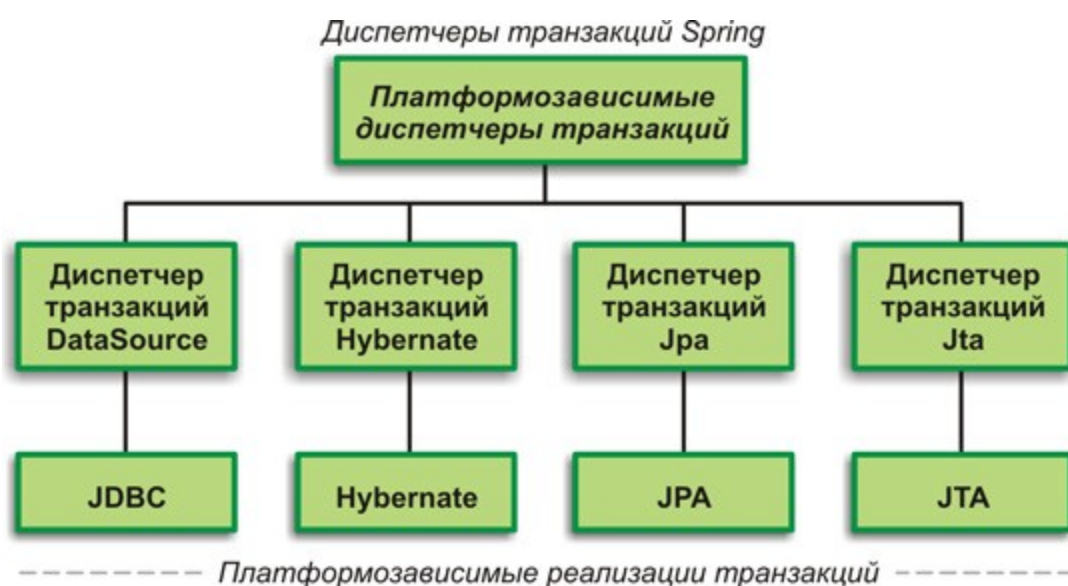 Диспетчеры транзакций Spring
Платформозависимые
диспетчеры транзакций
Диспетчер
транзакций
DataSource
Диспетчер
транзакций
Hybernate
Диспетчер
транзакций
Jpa
Диспетчер
транзакций
Jta
JDBC
Hybernate
JPA
JTA
Платформозависимые реализации транзакций